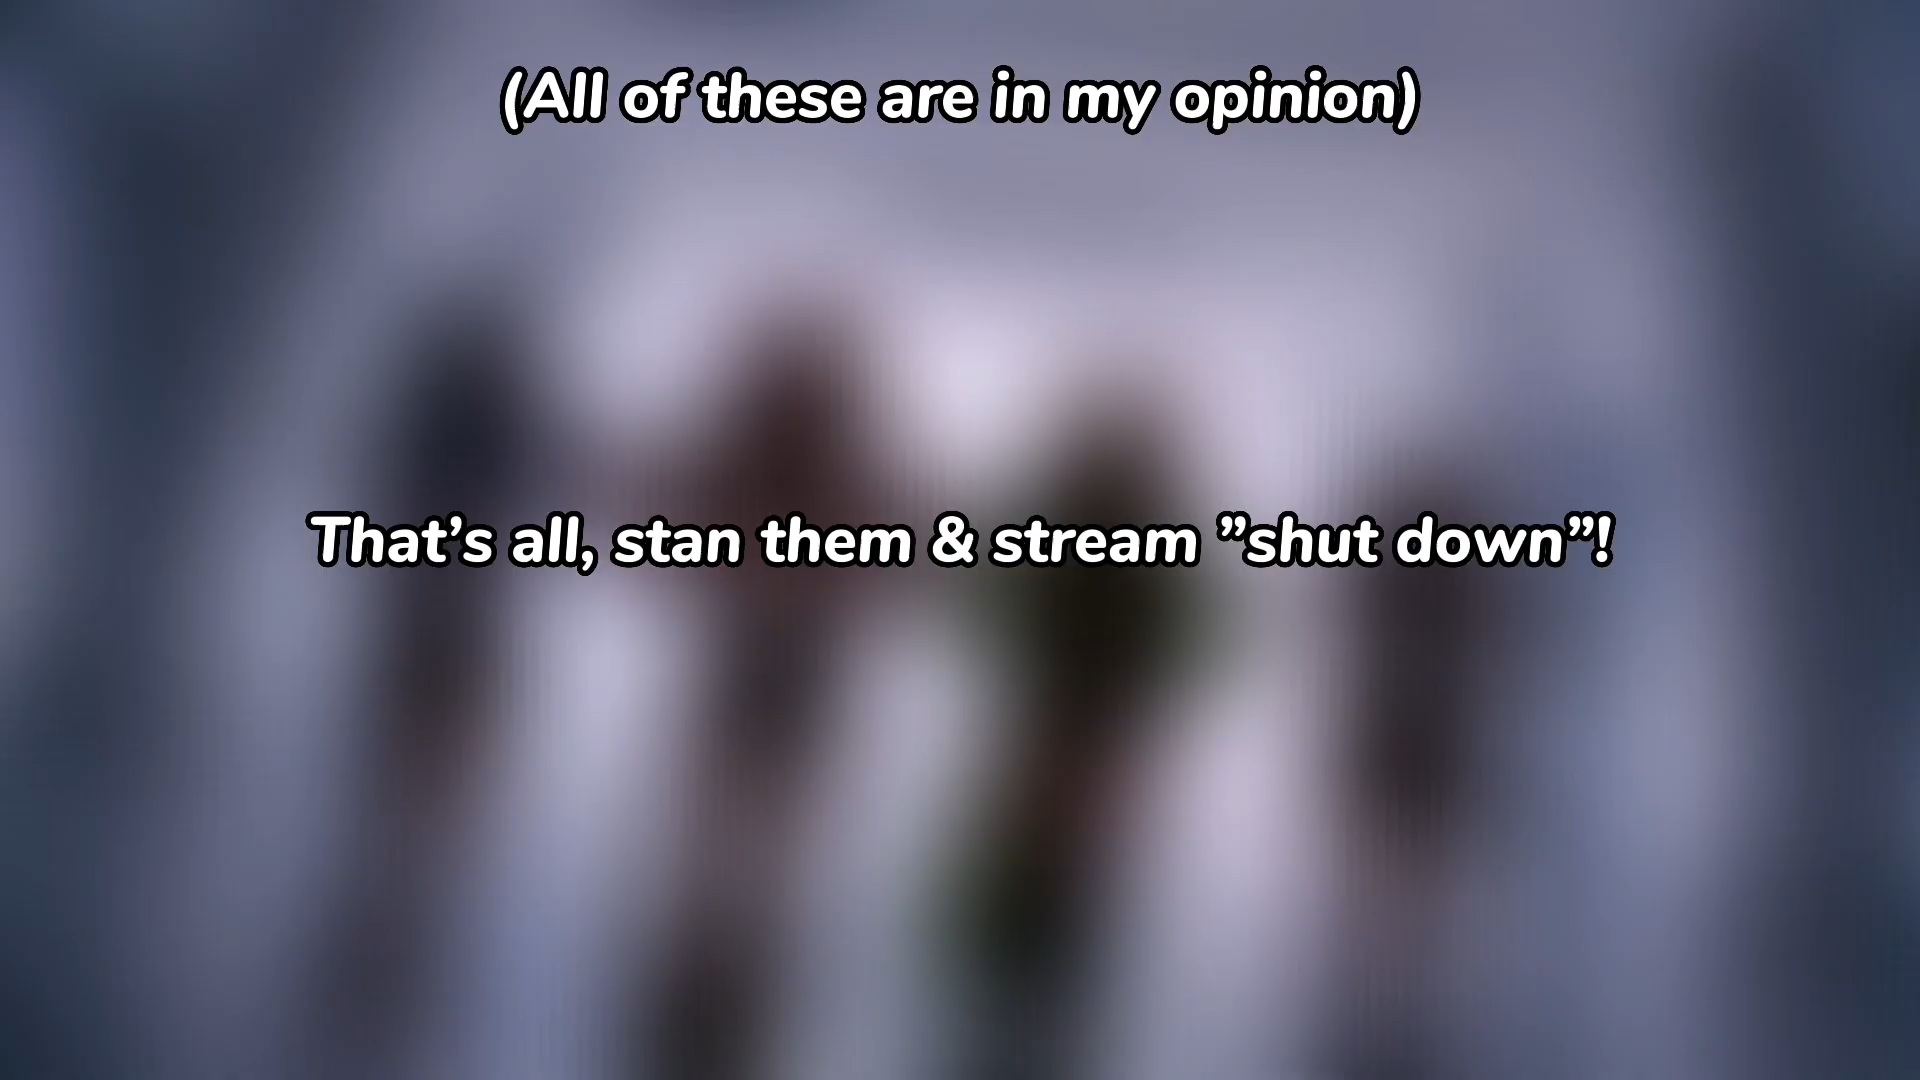 (All of these are in my opinion)
That’s all, stan them & stream ”shut down”!